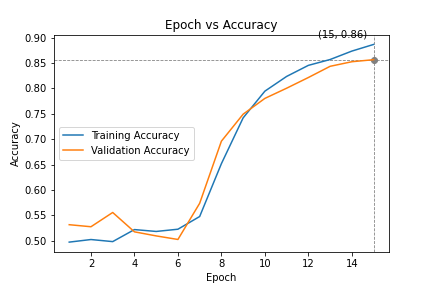 Epoch vs Accuracy
(15, 0.86)
0.90
0.85
0.80
0.75
0.70
0.65
0.60
0.55
0.50
Accuracy
Training Accuracy
Validation Accuracy
2 4 6 8 10 12 14
Epoch